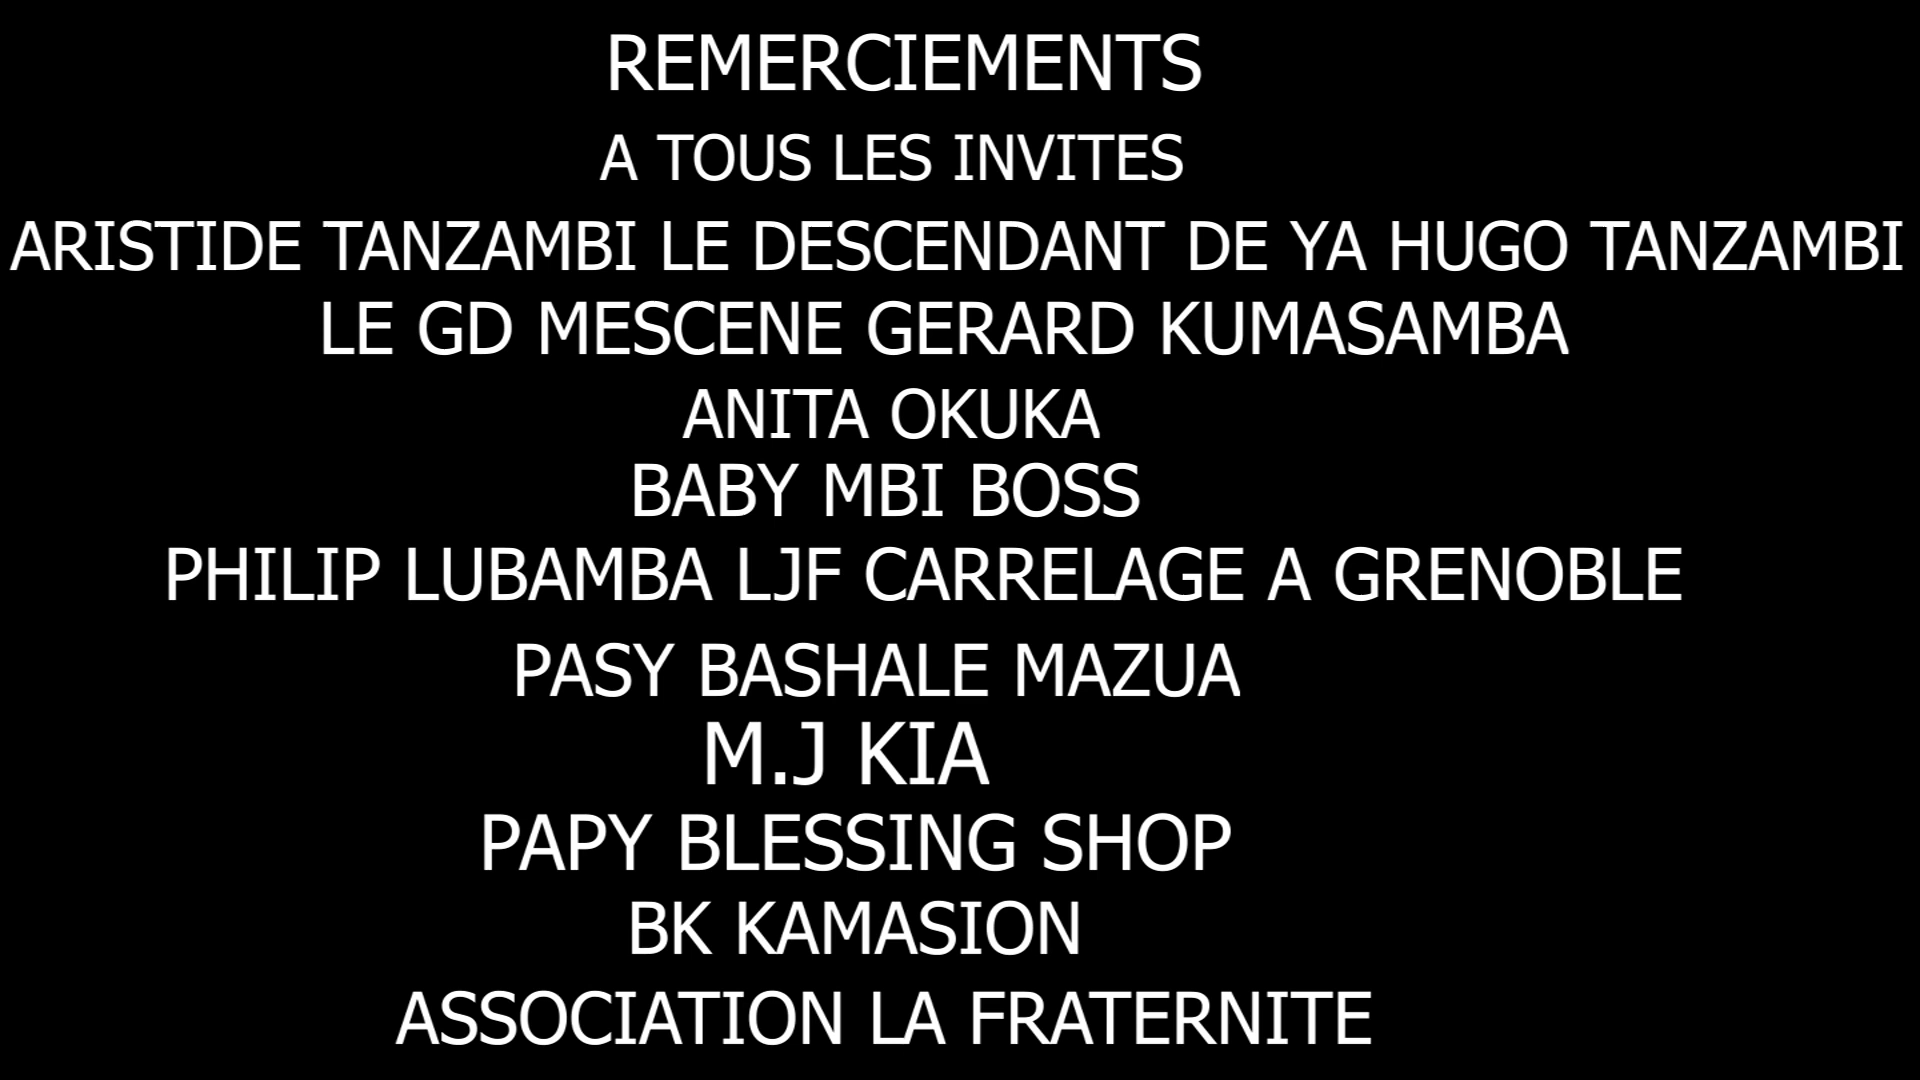 REMERCIEMENTS
A TOUS LES INVITES
ARISTIDE TANZAMBI LE DESCENDANT DE YA HUGO TANZAMBI
LE GD MESCENE GERARD KUMASAMBA
ANITA OKUKA
BABY MBI BOSS
PHILIP LUBAMBA LJF CARRELAGE A GRENOBLE
PASY BASHALE MAZUA
M.J KIA
PAPY BLESSING SHOP
BK KAMASION
ASSOCIATION LA FRATERNITE